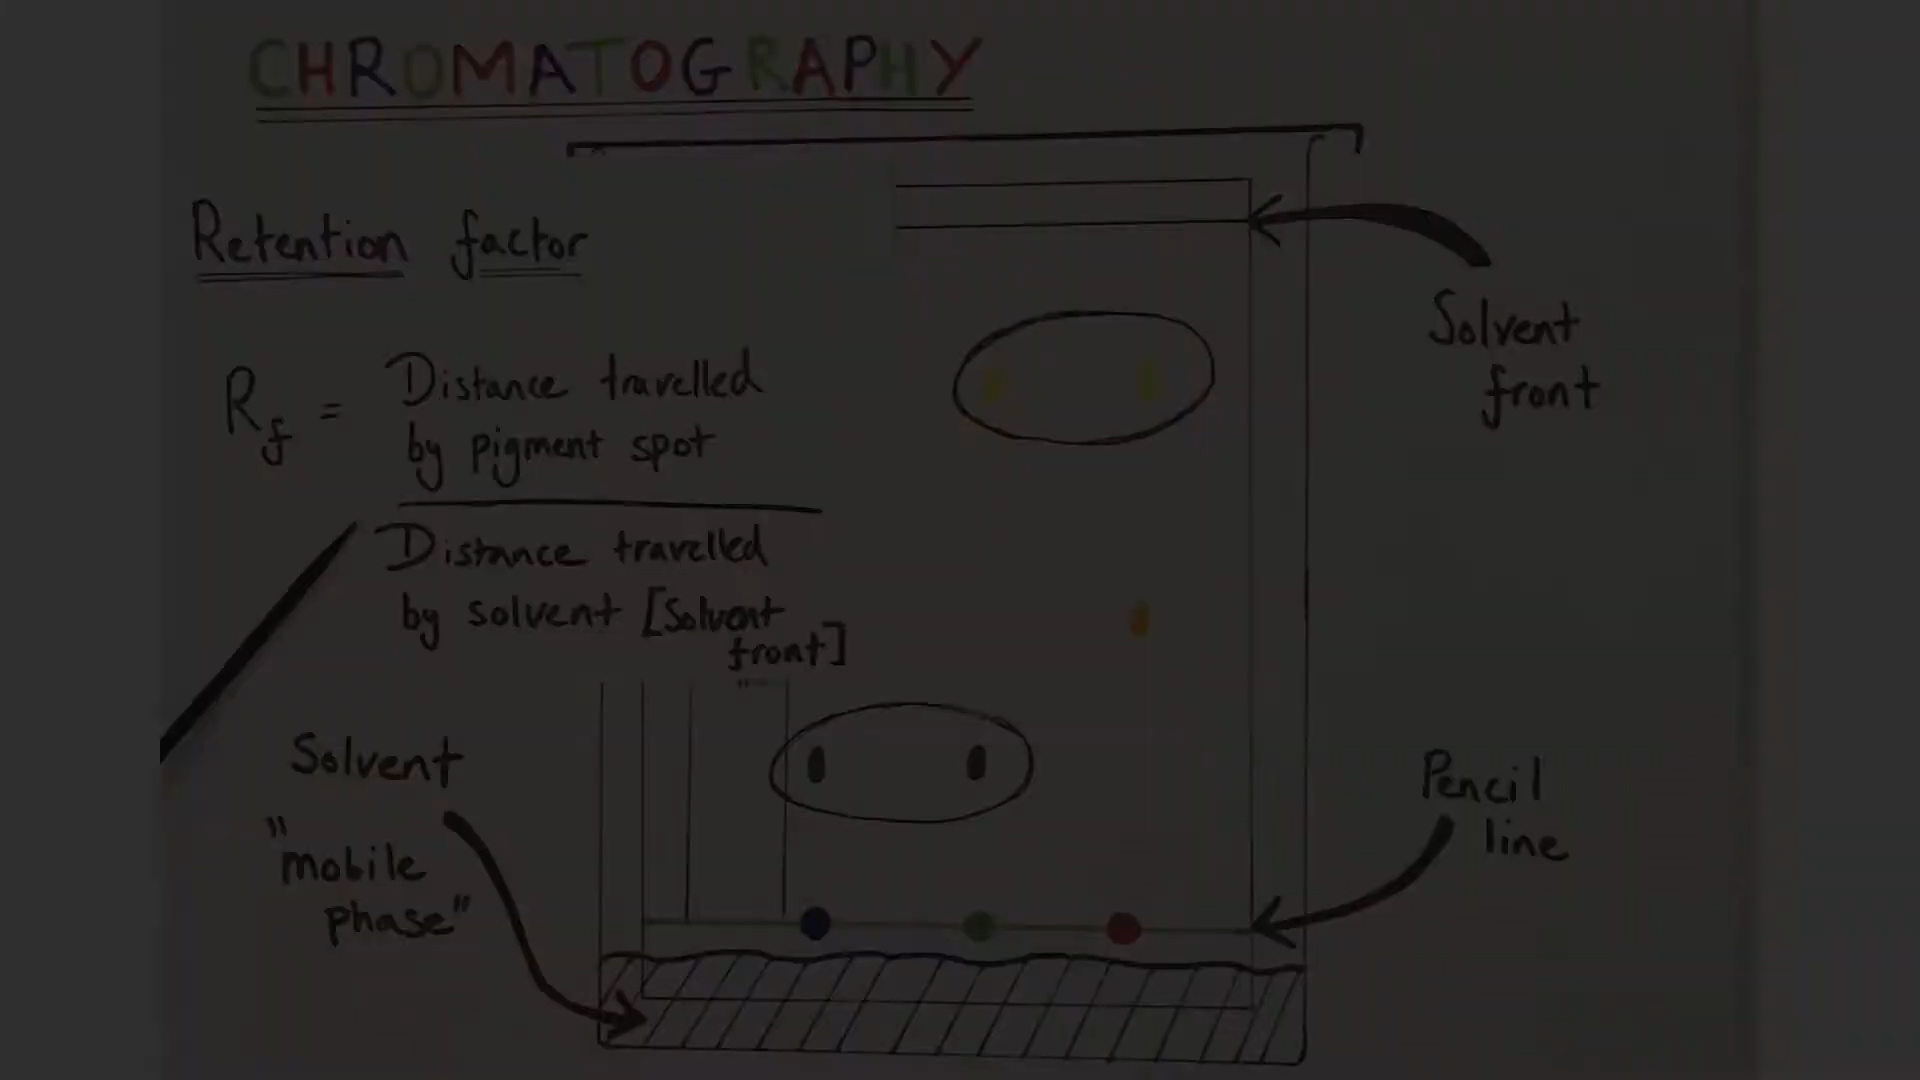 CHROMATOGRAPHY
Retention factor
Rf = Distance travelled
by pigment spot
Distance travelled
by solvent [Solvent
front]
Solvent
front
Solvent
"mobile
phase"
Pencil
line